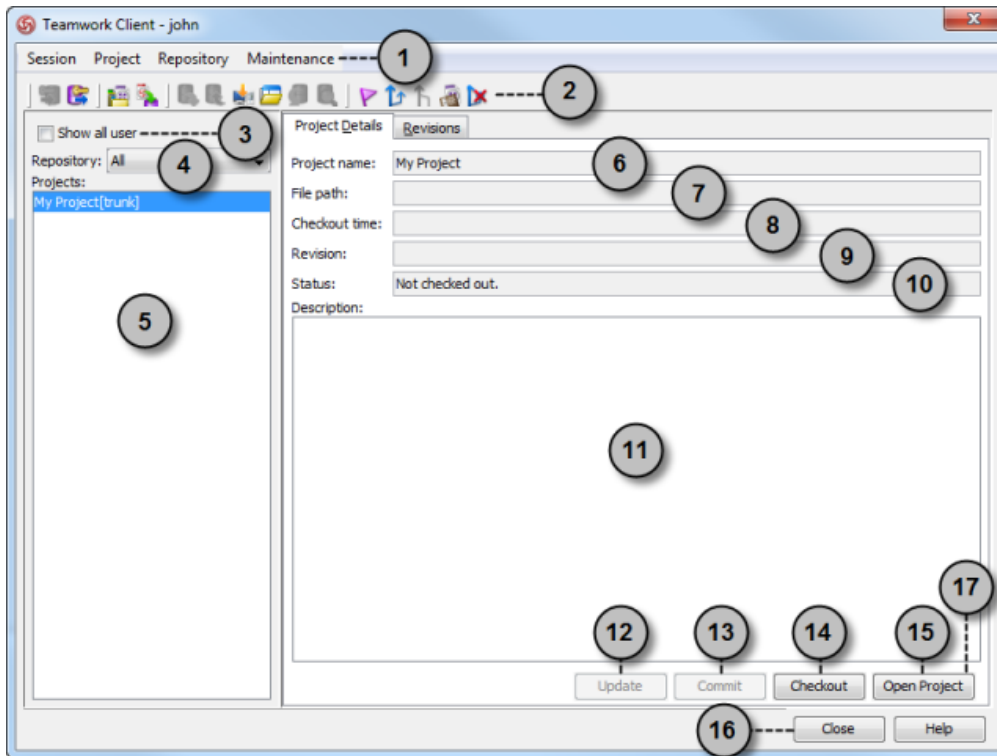 Teamwork Client - john
x
Session Project Repository Maintenance 1
2
Show all user 3
Repository: All 4
Projects:
My Project[trunk]
5
Project Details Revisions
Project name: My Project 6
File path: 7
Checkout time: 8
Revision: 9
Status: Not checked out. 10
Description:
11
17
12 13 14 15
Update Commit Checkout Open Project
16 Close Help